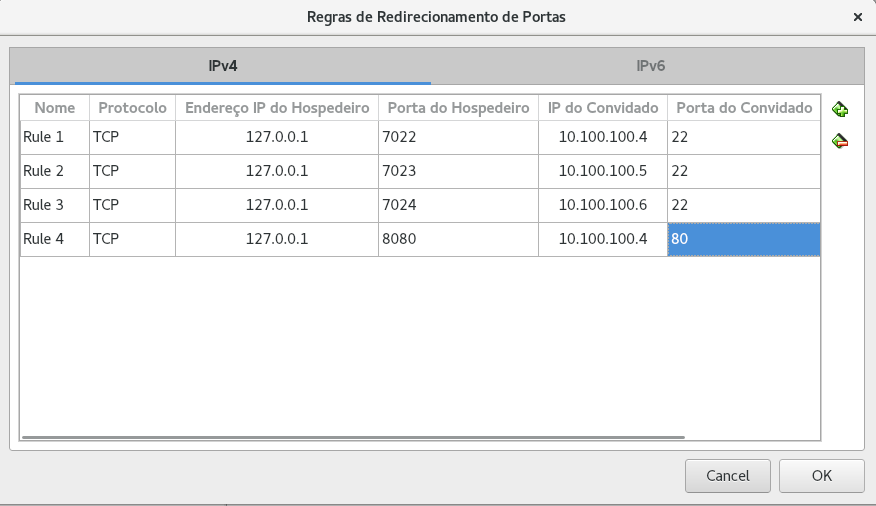 Regras de Redirecionamento de Portas
IPv4 IPv6
Nome Protocolo Endereço IP do Hospedeiro Porta do Hospedeiro IP do Convidado Porta do Convidado
Rule 1 TCP 127.0.0.1 7022 10.100.100.4 22
Rule 2 TCP 127.0.0.1 7023 10.100.100.5 22
Rule 3 TCP 127.0.0.1 7024 10.100.100.6 22
Rule 4 TCP 127.0.0.1 8080 10.100.100.4 80
Cancel OK